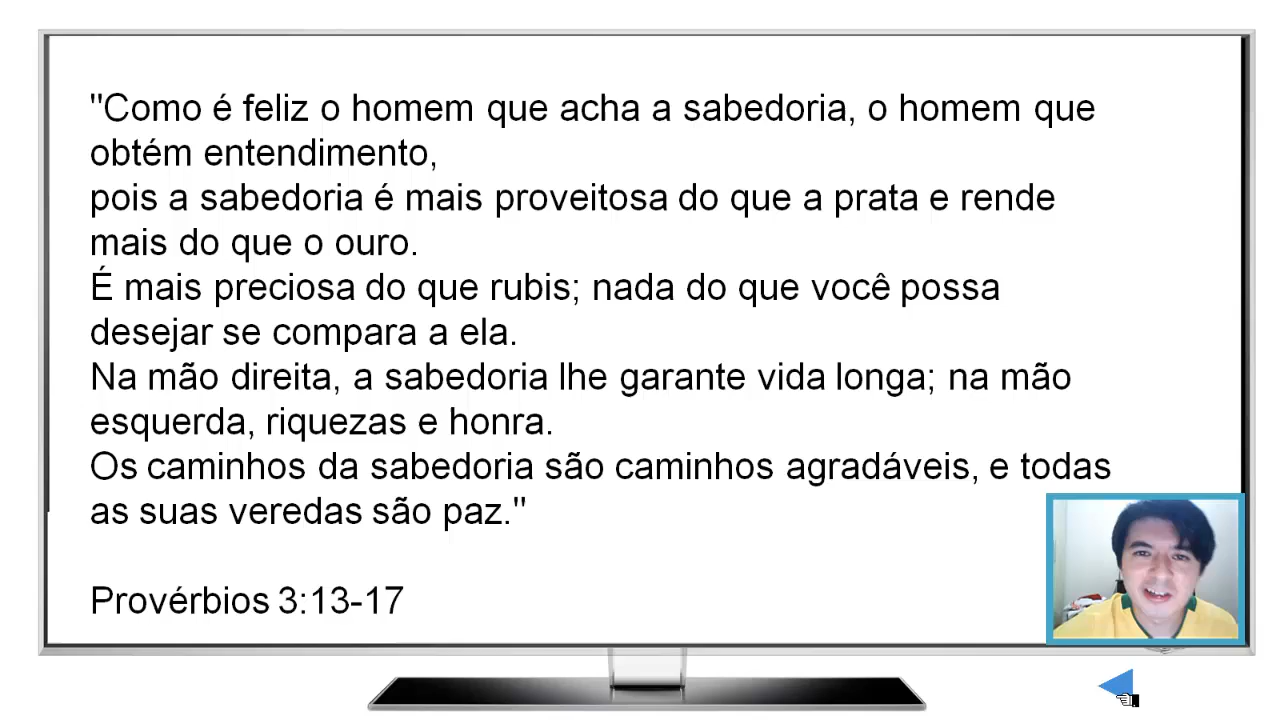 "Como é feliz o homem que acha a sabedoria, o homem que
obtém entendimento,
pois a sabedoria é mais proveitosa do que a prata e rende
mais do que o ouro.
É mais preciosa do que rubis; nada do que você possa
desejar se compara a ela.
Na mão direita, a sabedoria lhe garante vida longa; na mão
esquerda, riquezas e honra.
Os caminhos da sabedoria são caminhos agradáveis, e todas
as suas veredas são paz."
Provérbios 3:13-17